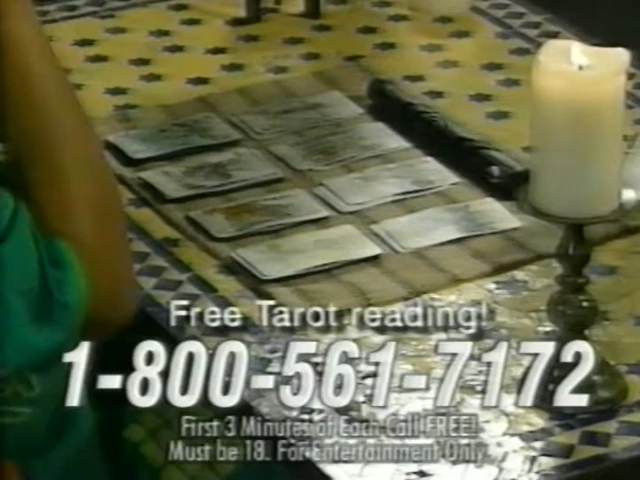 Free Tarot reading!
1-800-561-7172
First 3 Minutes of Each Call FREE!
Must be 18. For Entertainment Only.